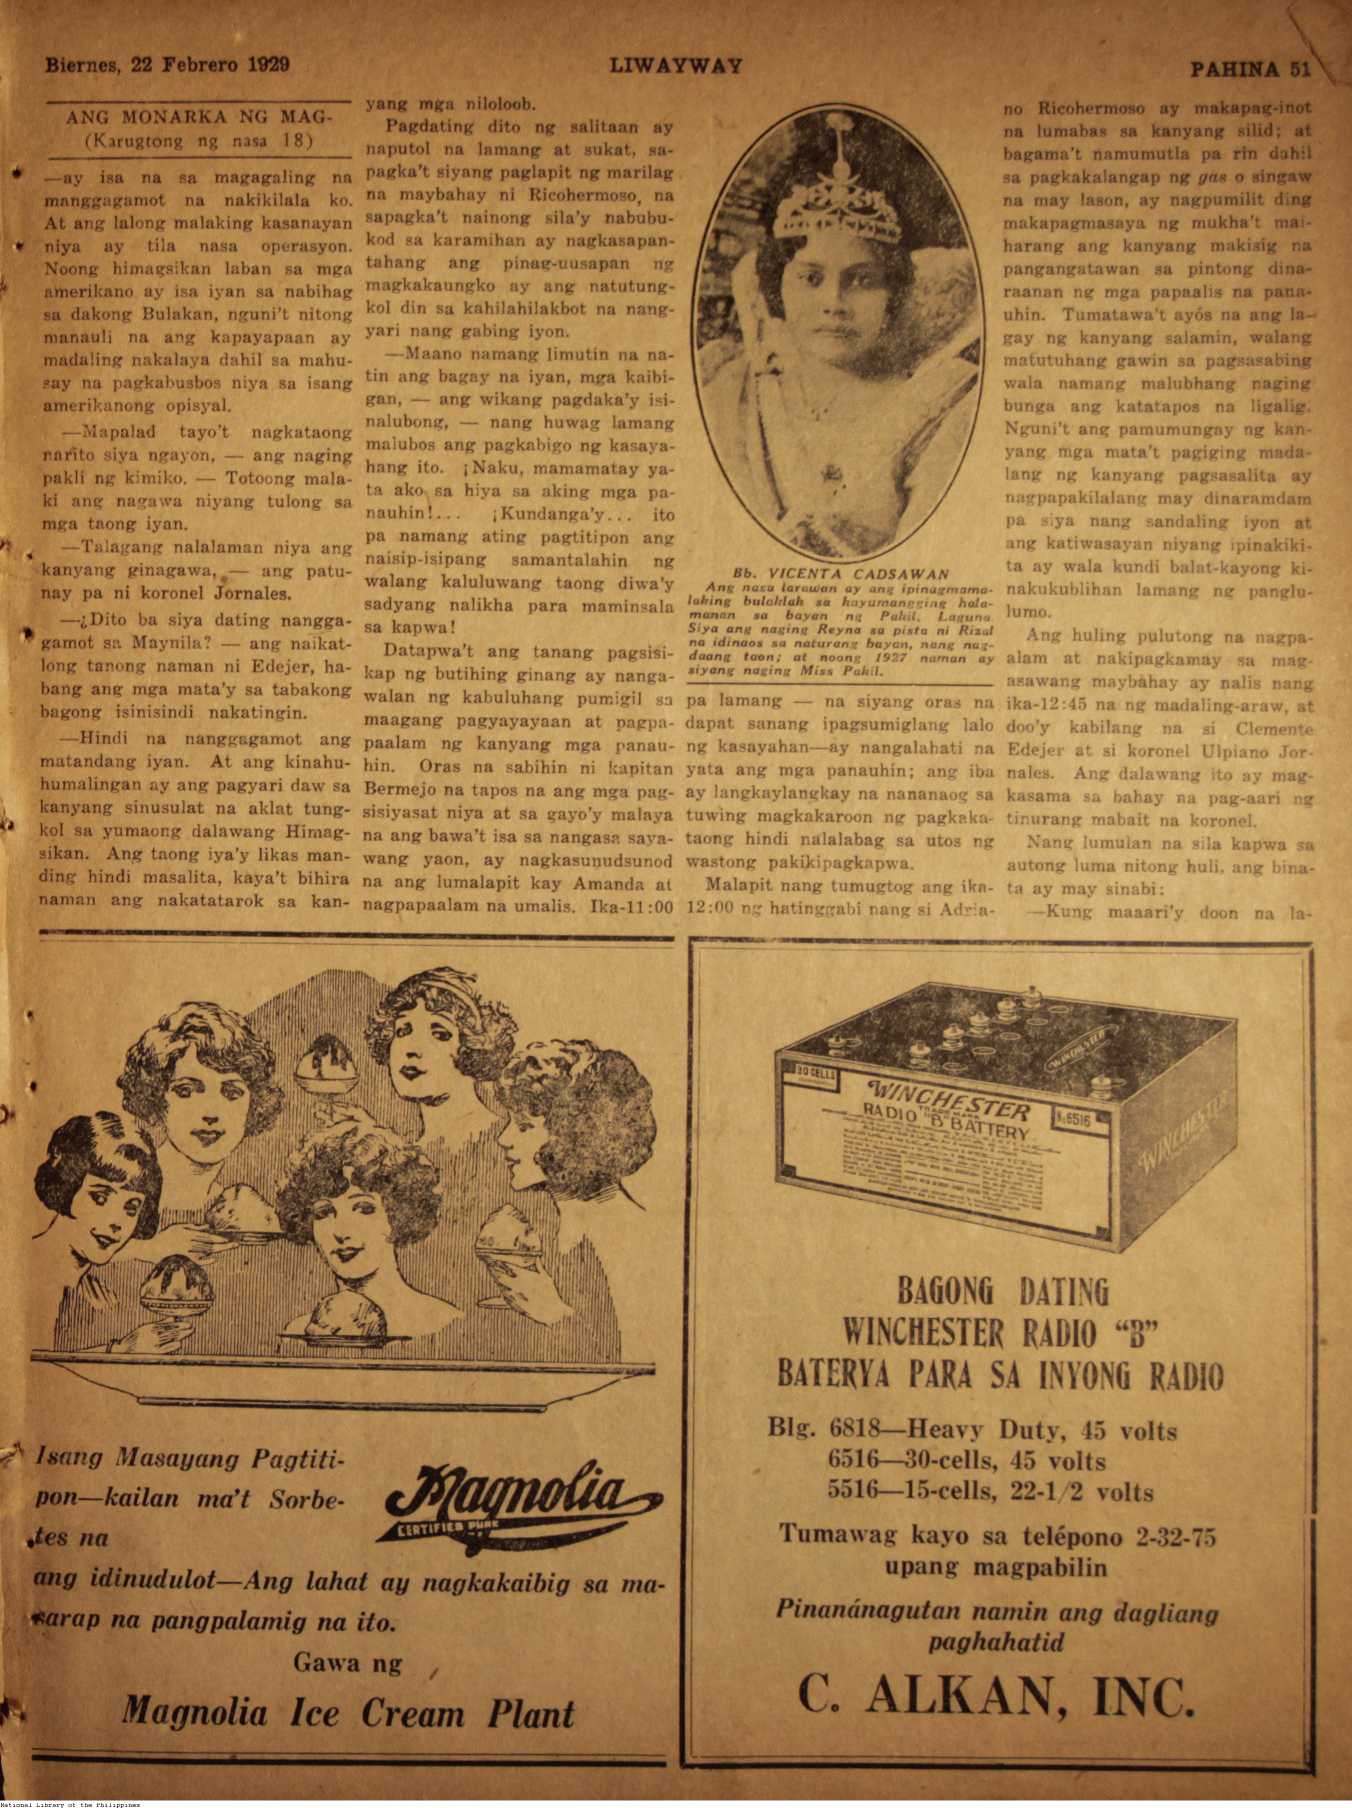 Biernes, 22 Febrero 1929
LIWAYWAY
PAHINA 51
ANG MONARKA NG MAG-
(Karugtong ng nasa 18)
—ay isa na sa magagaling na
manggagamot na nakikilala ko.
At ang lalong malaking kasanayan
niya ay tila nasa operasyon.
Noong himagsikan laban sa mga
amerikano ay isa iyan sa nabihag
sa dakong Bulakan, nguni't nitong
manauli na ang kapayapaan ay
madaling nakalaya dahil sa mahu-
say na pagkabusbos niya sa isang
amerikanong opisyal.
—Mapalad tayo't nagkataong
narito siya ngayon, — ang naging
pakli ng kimiko. — Totoong mala-
ki ang nagawa niyang tulong sa
mga taong iyan.
—Talagang nalalaman niya ang
kanyang ginagawa, — ang patu-
nay pa ni koronel Jornales.
—¿Dito ba siya dating nangga-
gamot sa Maynila? — ang naikat-
long tanong naman ni Edejer, ha-
bang ang mga mata'y sa tabakong
bagong isinisindi nakatingin.
—Hindi na nanggagamot ang
matandang iyan. At ang kinahu-
humalingan ay ang pagyari daw sa
kanyang sinusulat na aklat tung-
kol sa yumaong dalawang Himag-
sikan. Ang taong iya'y likas man-
ding hindi masalita, kaya't bihira
naman ang nakatatarok sa kan-
yang mga niloloob.
Pagdating dito ng salitaan ay
naputol na lamang at sukat, sa-
pagka't siyang paglapit ng marilag
na maybahay ni Ricohermoso, na
sapagka't nainong sila'y nabubu-
kod sa karamihan ay nagkasapan-
tahang ang pinag-uusapan ng
magkakaungko ay ang natutung-
kol din sa kahilahilakbot na nang-
yari nang gabing iyon.
—Maano namang limutin na na-
tin ang bagay na iyan, mga kaibi-
gan, — ang wikang pagdaka'y isi-
nalubong, — nang huwag lamang
malubos ang pagkabigo ng kasaya-
hang ito. ¡Naku, mamamatay ya-
ta ako sa hiya sa aking mga pa-
nauhin!... ¡Kundanga'y... ito
pa namang ating pagtitipon ang
naisip-isipang samantalahin ng
walang kaluluwang taong diwa'y
sadyang nalikha para maminsala
sa kapwa!
Datapwa't ang tanang pagsisi-
kap ng butihing ginang ay nanga-
walan ng kabuluhang pumigil sa
maagang pagyayayaan at pagpa-
paalam ng kanyang mga panau-
hin. Oras na sabihin ni kapitan
Bermejo na tapos na ang mga pag-
sisiyasat niya at sa gayo'y malaya
na ang bawa't isa sa nangasa saya-
wang yaon, ay nagkasunudsunod
na ang lumalapit kay Amanda at
nagpapaalam na umalis. Ika-11:00
Bb. VICENTA CADSAWAN
Ang nasa larawan ay ang ipinagmama-
laking bulaklak sa kayumangging hala-
manan sa bayan ng Pakil, Laguna.
Siya ang naging Reyna sa pista ni Rizal
na idinaos sa naturang bayan, nang nag-
daang taon; at noong 1927 naman ay
siyang naging Miss Pakil.
pa lamang — na siyang oras na
dapat sanang ipagsumiglang lalo
ng kasayahan—ay nangalahati na
yata ang mga panauhin; ang iba
ay langkaylangkay na nananaog sa
tuwing magkakaroon ng pagkaka-
taong hindi nalalabag sa utos ng
wastong pakikipagkapwa.
Malapit nang tumugtog ang ika-
12:00 ng hatinggabi nang si Adria-
no Ricohermoso ay makapag-inot
na lumabas sa kanyang silid; at
bagama't namumutla pa rin dahil
sa pagkakalangap ng gas o singaw
na may lason, ay nagpumilit ding
makapagmasaya ng mukha't mai-
harang ang kanyang makisig na
pangangatawan sa pintong dina-
raanan ng mga papaalis na pana-
uhin. Tumatawa't ayós na ang la-
gay ng kanyang salamin, walang
matutuhang gawin sa pagsasabing
wala namang malubhang naging
bunga ang katatapos na ligalig.
Nguni't ang pamumungay ng kan-
yang mga mata't pagiging mada-
lang ng kanyang pagsasalita ay
nagpapakilalang may dinaramdam
pa siya nang sandaling iyon at
ang katiwasayan niyang ipinakiki-
ta ay wala kundi balat-kayong ki-
nakukublihan lamang ng panglu-
lumo.
Ang huling pulutong na nagpa-
alam at nakipagkamay sa mag-
asawang maybahay ay nalis nang
ika-12:45 na ng madaling-araw, at
doo'y kabilang na si Clemente
Edejer at si koronel Ulpiano Jor-
nales. Ang dalawang ito ay mag-
kasama sa bahay na pag-aari ng
tinurang mabait na koronel.
Nang lumulan na sila kapwa sa
autong luma nitong huli, ang bina-
ta ay may sinabi:
—Kung maaari'y doon na la-
Isang Masayang Pagtiti-
pon—kailan ma't Sorbe-
tes na
Magnolia
CERTIFIED PURE
ang idinudulot—Ang lahat ay nagkakaibig sa ma-
sarap na pangpalamig na ito.
Gawa ng
Magnolia Ice Cream Plant
30 CELLS
WINCHESTER
TRADE MARK
RADIO "B" BATTERY
No 6516
WINCHESTER
WINCHESTER
BAGONG DATING
WINCHESTER RADIO "B"
BATERYA PARA SA INYONG RADIO
Blg. 6818—Heavy Duty, 45 volts
6516—30-cells, 45 volts
5516—15-cells, 22-1/2 volts
Tumawag kayo sa telépono 2-32-75
upang magpabilin
Pinanánagutan namin ang dagliang
paghahatid
C. ALKAN, INC.
National Library of the Philippines